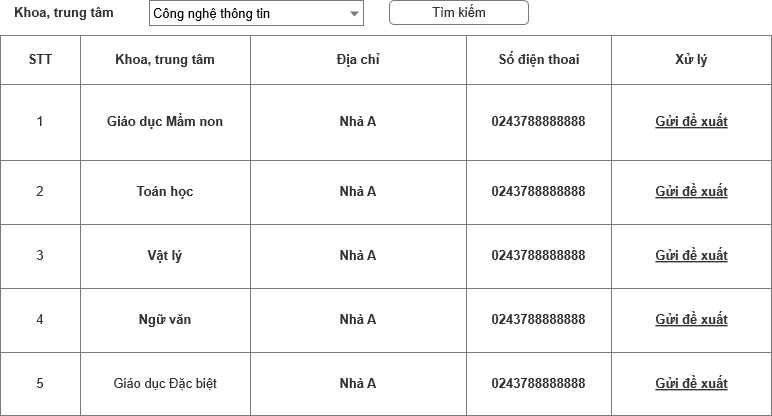 Khoa, trung tâm Công nghệ thông tin Tìm kiếm
STT Khoa, trung tâm Địa chỉ Số điện thoai Xử lý
1 Giáo dục Mầm non Nhà A 0243788888888 Gửi đề xuất
2 Toán học Nhà A 0243788888888 Gửi đề xuất
3 Vật lý Nhà A 0243788888888 Gửi đề xuất
4 Ngữ văn Nhà A 0243788888888 Gửi đề xuất
5 Giáo dục Đặc biệt Nhà A 0243788888888 Gửi đề xuất